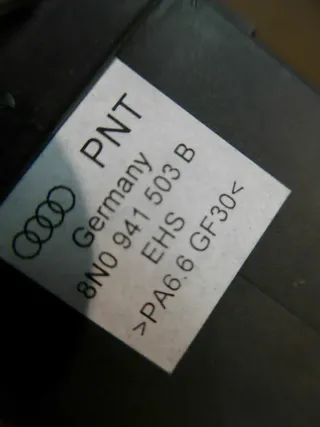 PNT
Germany
8N0 941 503 B
EHS
>PA6.6 GF30<